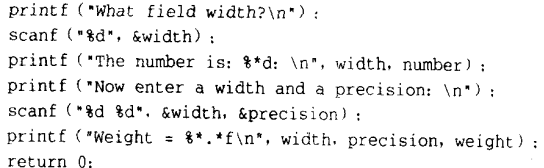 printf ("What field width?\n") ;
scanf ("%d", &width) ;
printf ("The number is: %*d: \n", width, number) ;
printf ("Now enter a width and a precision: \n") ;
scanf ("%d %d", &width, &precision) ;
printf ("Weight = %*.*f\n", width, precision, weight) ;
return 0;